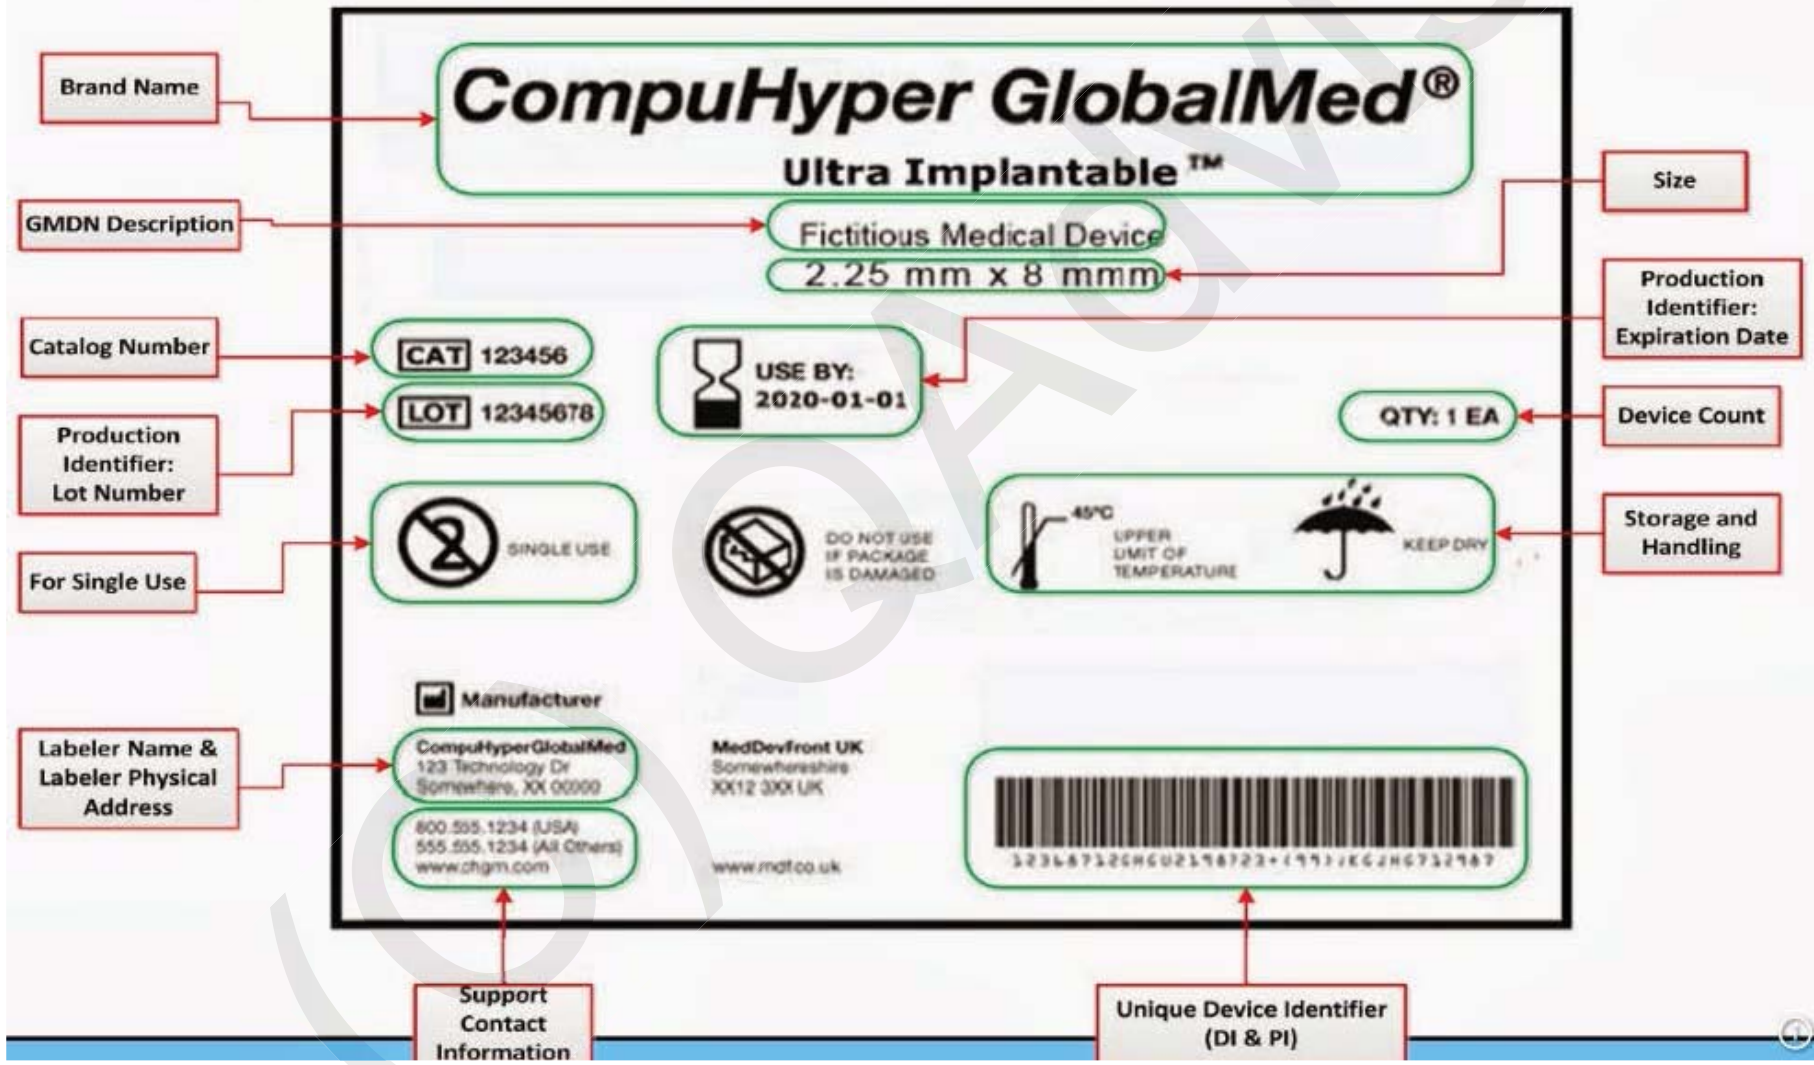 Brand Name
CompuHyper GlobalMed®
Ultra Implantable™
Size
GMDN Description
Fictitious Medical Device
2.25 mm x 8 mmm
Production
Identifier:
Expiration Date
Catalog Number
CAT 123456
USE BY:
2020-01-01
LOT 12345678
QTY: 1 EA
Device Count
Production
Identifier:
Lot Number
2
SINGLE USE
DO NOT USE
IF PACKAGE
IS DAMAGED
45°C
UPPER
LIMIT OF
TEMPERATURE
KEEP DRY
Storage and
Handling
For Single Use
Manufacturer
Labeler Name &
Labeler Physical
Address
CompuHyperGlobalMed
123 Technology Dr
Somewhere, XX 00000
MedDevFront UK
Somewhereshire
XX12 3XX UK
800.555.1234 (USA)
555.555.1234 (All Others)
www.chgm.com
www.mdf.co.uk
Support
Contact
Information
Unique Device Identifier
(DI & PI)
1
(C) QAdvis